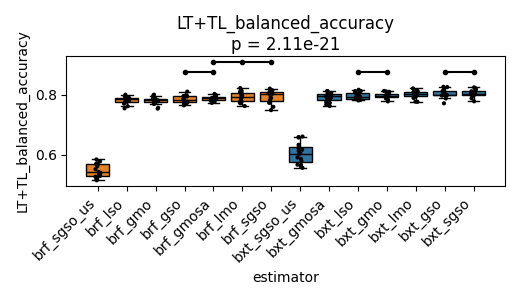 LT+TL_balanced_accuracy
p = 2.11e-21
LT+TL_balanced_accuracy
0.8
0.6
brf_sgso_us
brf_lso
brf_gmo
brf_gso
brf_gmosa
brf_lmo
brf_sgso
bxt_sgso_us
bxt_gmosa
bxt_lso
bxt_gmo
bxt_lmo
bxt_gso
bxt_sgso
estimator